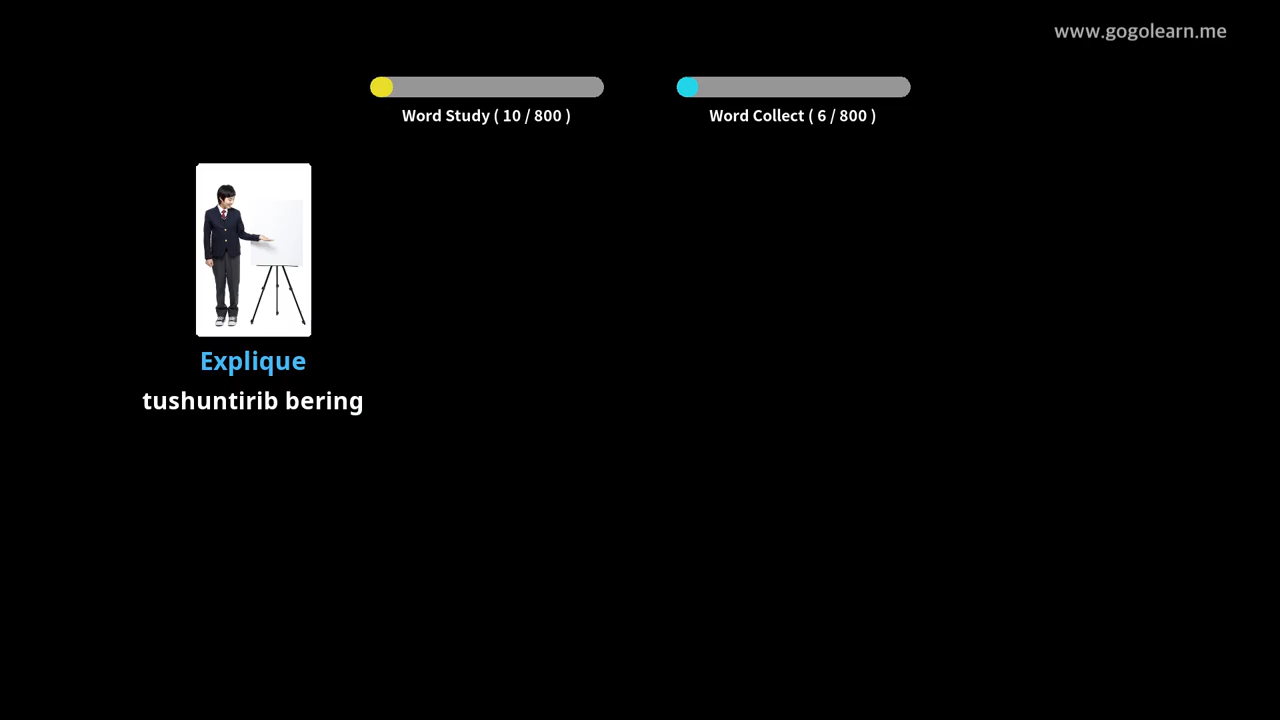 www.gogolearn.me
Word Study ( 10 / 800 )
Word Collect ( 6 / 800 )
Explique
tushuntirib bering